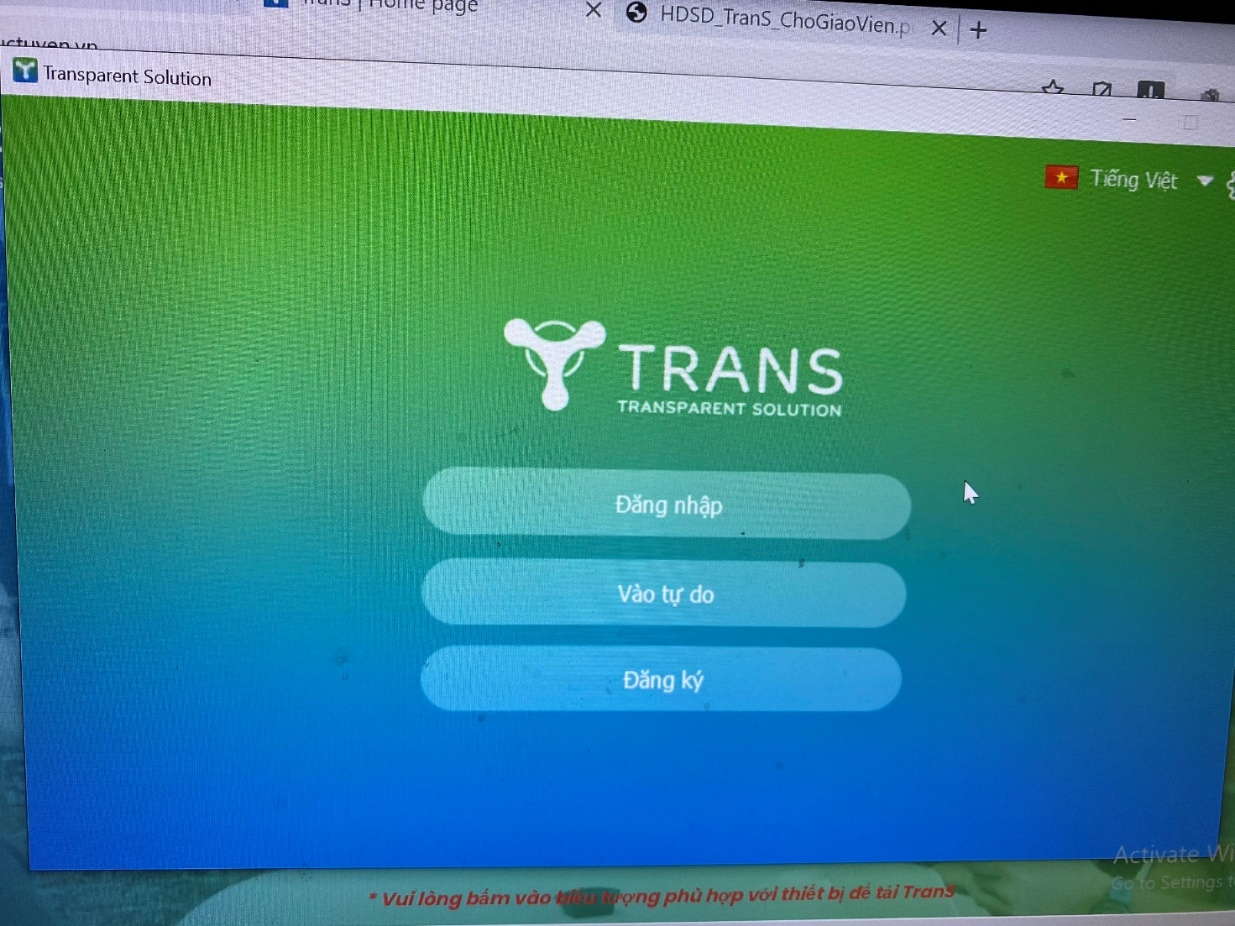 Home page
HDSD_TranS_ChoGiaoVien.p
Transparent Solution
Tiếng Việt
TRANS
TRANSPARENT SOLUTION
Đăng nhập
Vào tự do
Đăng ký
Activate Wi
Go to Settings t
* Vui lòng bấm vào biểu tượng phù hợp với thiết bị để tải TranS